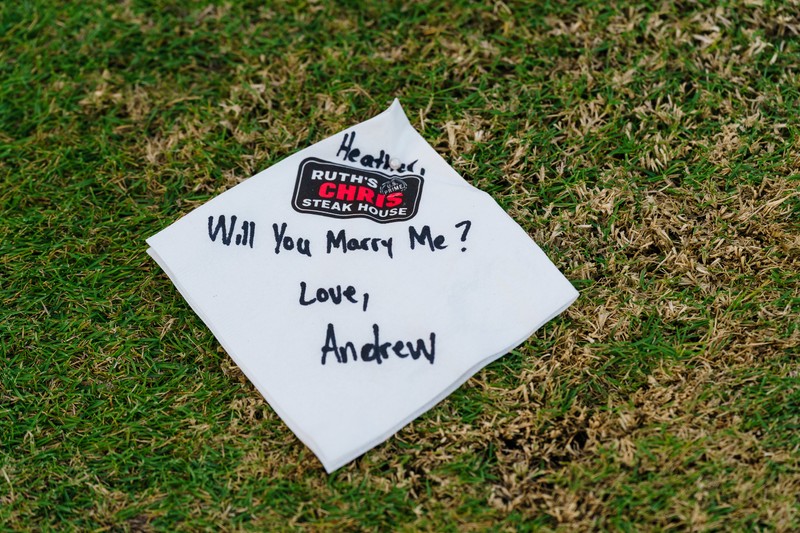 Heather,
RUTH'S
U.S. PRIME
CHRIS
STEAK HOUSE
Will You Marry Me?
Love,
Andrew